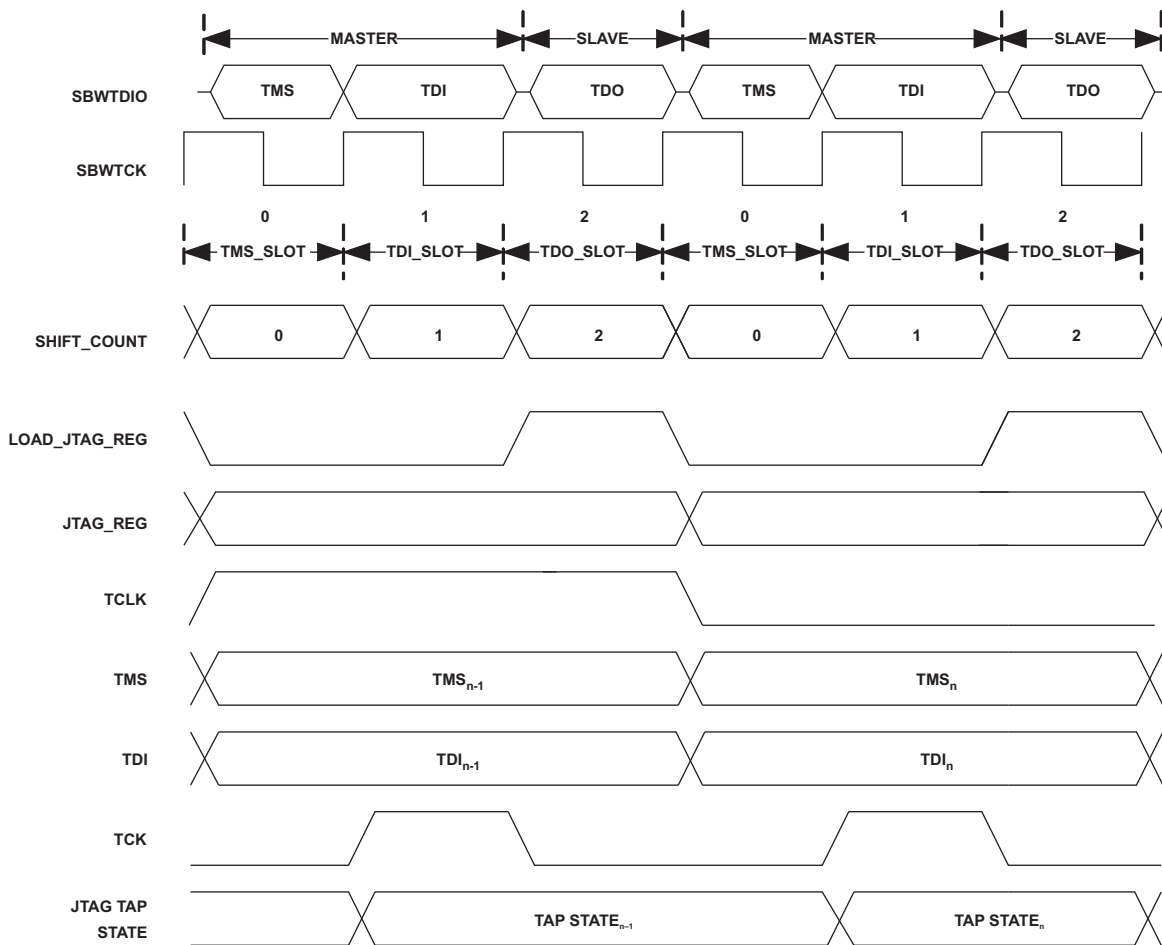 MASTER SLAVE MASTER SLAVE
SBWTDIO TMS TDI TDO TMS TDI TDO
SBWTCK
0 1 2 0 1 2
TMS_SLOT TDI_SLOT TDO_SLOT TMS_SLOT TDI_SLOT TDO_SLOT
SHIFT_COUNT 0 1 2 0 1 2
LOAD_JTAG_REG
JTAG_REG
TCLK
TMS TMSn-1 TMSn
TDI TDIn-1 TDIn
TCK
JTAG TAP
STATE TAP STATEn–1 TAP STATEn